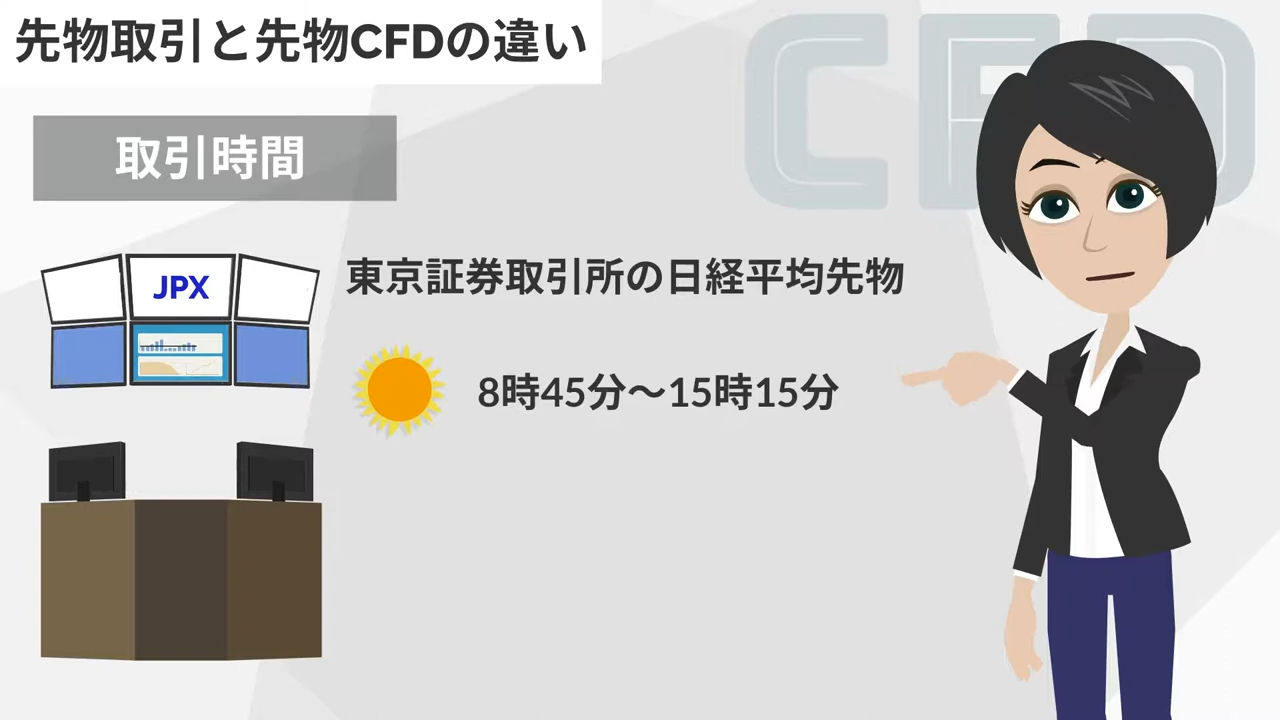 先物取引と先物CFDの違い
CFD
取引時間
JPX
東京証券取引所の日経平均先物
8時45分～15時15分